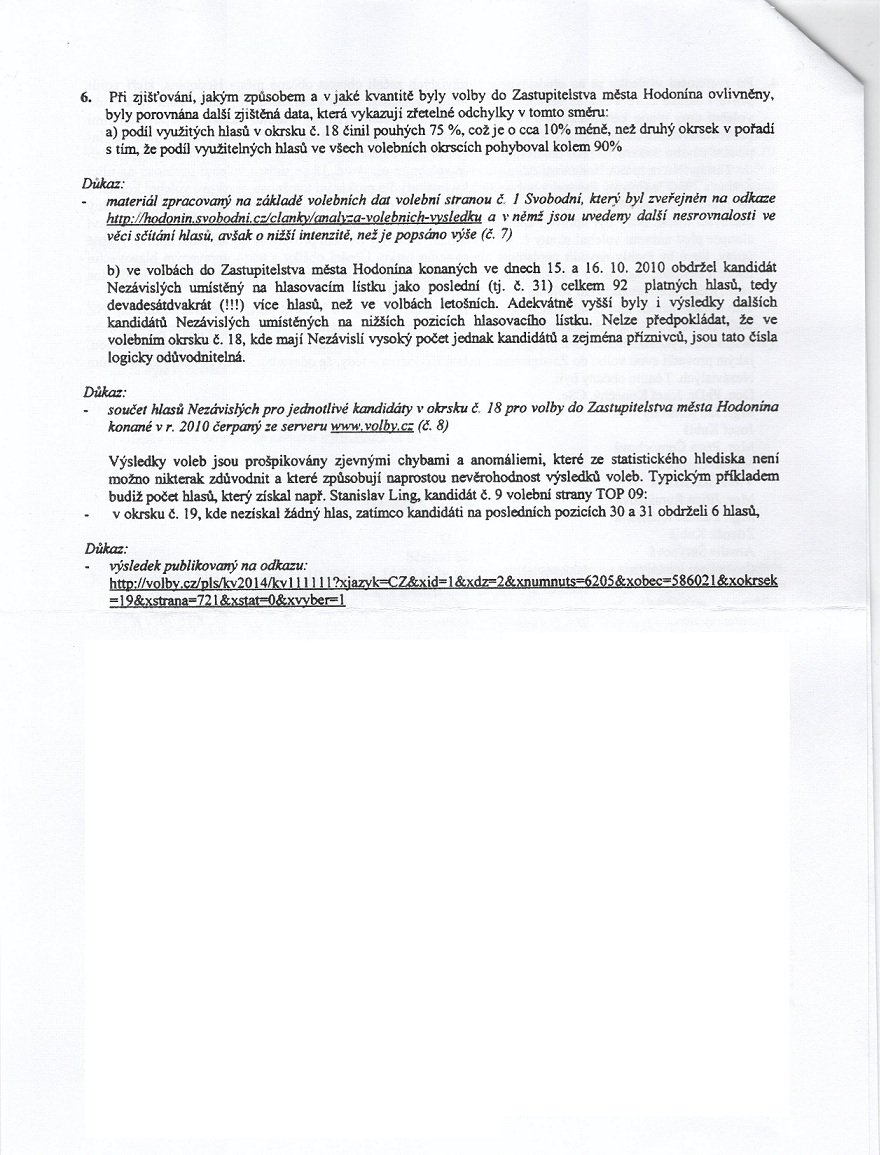 6. Při zjišťování, jakým způsobem a v jaké kvantitě byly volby do Zastupitelstva města Hodonína ovlivněny,
byly porovnána další zjištěná data, která vykazují zřetelné odchylky v tomto směru:
a) podíl využitých hlasů v okrsku č. 18 činil pouhých 75 %, což je o cca 10% méně, než druhý okrsek v pořadí
s tím, že podíl využitelných hlasů ve všech volebních okrscích pohyboval kolem 90%
Důkaz:
- materiál zpracovaný na základě volebních dat volební stranou č. 1 Svobodní, který byl zveřejněn na odkaze
http://hodonin.svobodni.cz/clanky/analyza-volebnich-vysledku a v němž jsou uvedeny další nesrovnalosti ve
věci sčítání hlasů, avšak o nižší intenzitě, než je popsáno výše (č. 7)
b) ve volbách do Zastupitelstva města Hodonína konaných ve dnech 15. a 16. 10. 2010 obdržel kandidát
Nezávislých umístěný na hlasovacím lístku jako poslední (tj. č. 31) celkem 92 platných hlasů, tedy
devadesátdvakrát (!!!) více hlasů, než ve volbách letošních. Adekvátně vyšší byly i výsledky dalších
kandidátů Nezávislých umístěných na nižších pozicích hlasovacího lístku. Nelze předpokládat, že ve
volebním okrsku č. 18, kde mají Nezávislí vysoký počet jednak kandidátů a zejména příznivců, jsou tato čísla
logicky odůvodnitelná.
Důkaz:
- součet hlasů Nezávislých pro jednotlivé kandidáty v okrsku č. 18 pro volby do Zastupitelstva města Hodonína
konané v r. 2010 čerpaný ze serveru www.volby.cz (č. 8)
Výsledky voleb jsou prošpikovány zjevnými chybami a anomáliemi, které ze statistického hlediska není
možno nikterak zdůvodnit a které způsobují naprostou nevěrohodnost výsledků voleb. Typickým příkladem
budiž počet hlasů, který získal např. Stanislav Ling, kandidát č. 9 volební strany TOP 09:
- v okrsku č. 19, kde nezískal žádný hlas, zatímco kandidáti na posledních pozicích 30 a 31 obdrželi 6 hlasů,
Důkaz:
- výsledek publikovaný na odkazu:
http://volby.cz/pls/kv2014/kv111111?xjazyk=CZ&xid=1&xdz=2&xnumnuts=6205&xobec=586021&xokrsek
=19&xstrana=721&xstat=0&xvyber=1